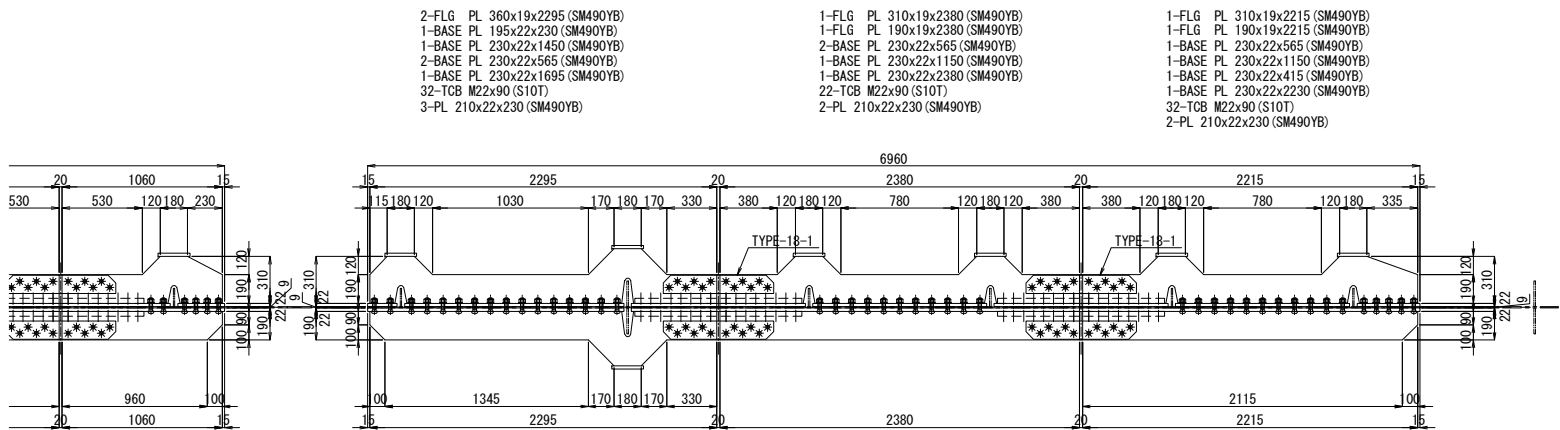 2-FLG PL 360x19x2295(SM490YB)
1-BASE PL 195x22x230(SM490YB)
1-BASE PL 230x22x1450(SM490YB)
2-BASE PL 230x22x565(SM490YB)
1-BASE PL 230x22x1695(SM490YB)
32-TCB M22x90(S10T)
3-PL 210x22x230(SM490YB)
1-FLG PL 310x19x2380(SM490YB)
1-FLG PL 190x19x2380(SM490YB)
2-BASE PL 230x22x565(SM490YB)
1-BASE PL 230x22x1150(SM490YB)
1-BASE PL 230x22x2380(SM490YB)
22-TCB M22x90(S10T)
2-PL 210x22x230(SM490YB)
1-FLG PL 310x19x2215(SM490YB)
1-FLG PL 190x19x2215(SM490YB)
1-BASE PL 230x22x565(SM490YB)
1-BASE PL 230x22x1150(SM490YB)
1-BASE PL 230x22x415(SM490YB)
1-BASE PL 230x22x2230(SM490YB)
32-TCB M22x90(S10T)
2-PL 210x22x230(SM490YB)
6960
20 1060 15 15 2295 20 2380 20 2215 15
530 530 120 180 230 115 180 120 1030 170 180 170 330 380 120 180 120 780 120 180 120 380 380 120 180 120 780 120 180 335
TYPE-18-1 TYPE-18-1
120 310 190 9 9 22 22 22 22 90 190 100
310 120 190 22 22 22 22 190 90 100
120 310 190 22 22 9 22 22 90 190 100
960 100 100 1345 170 180 170 330 2115 100
20 1060 15 15 2295 20 2380 20 2215 15